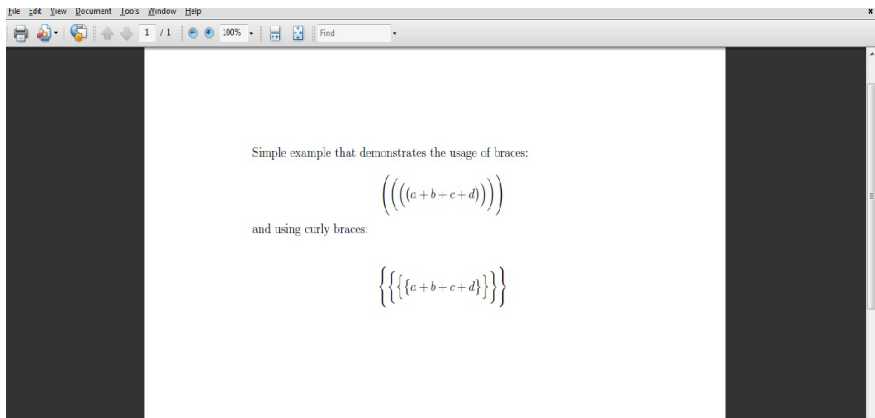 File Edit View Document Tools Window Help
1 / 1 100% Find
Simple example that demonstrates the usage of braces:
((((a + b − c + d))))
and using curly braces:
{{{{a + b − c + d}}}}